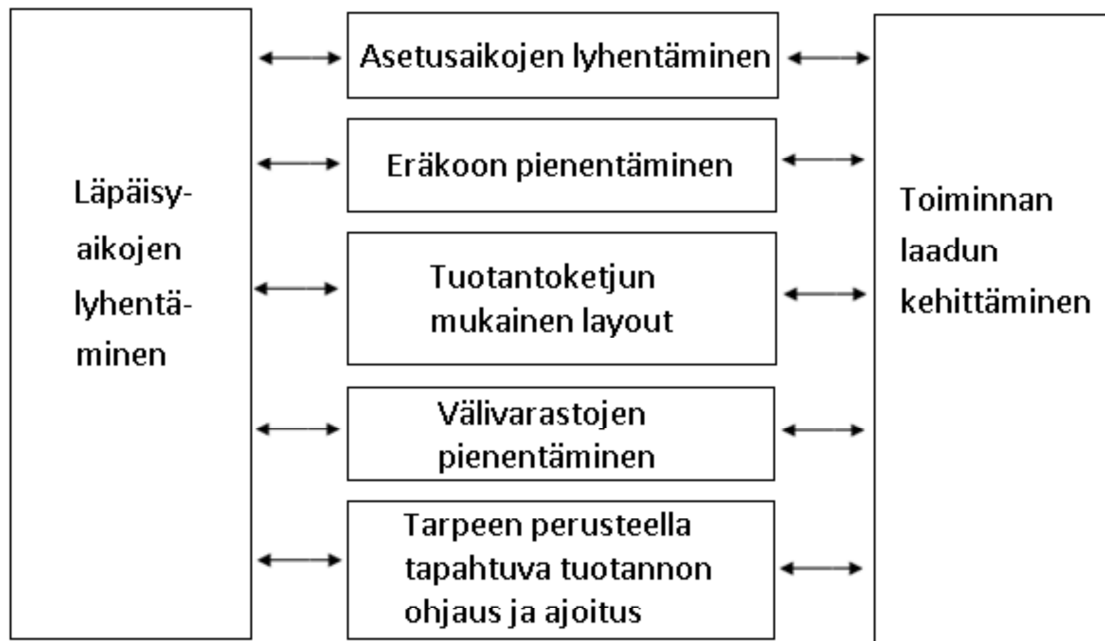 Läpäisy-
aikojen
lyhentä-
minen
Asetusaikojen lyhentäminen
Eräkoon pienentäminen
Tuotantoketjun
mukainen layout
Välivarastojen
pienentäminen
Tarpeen perusteella
tapahtuva tuotannon
ohjaus ja ajoitus
Toiminnan
laadun
kehittäminen